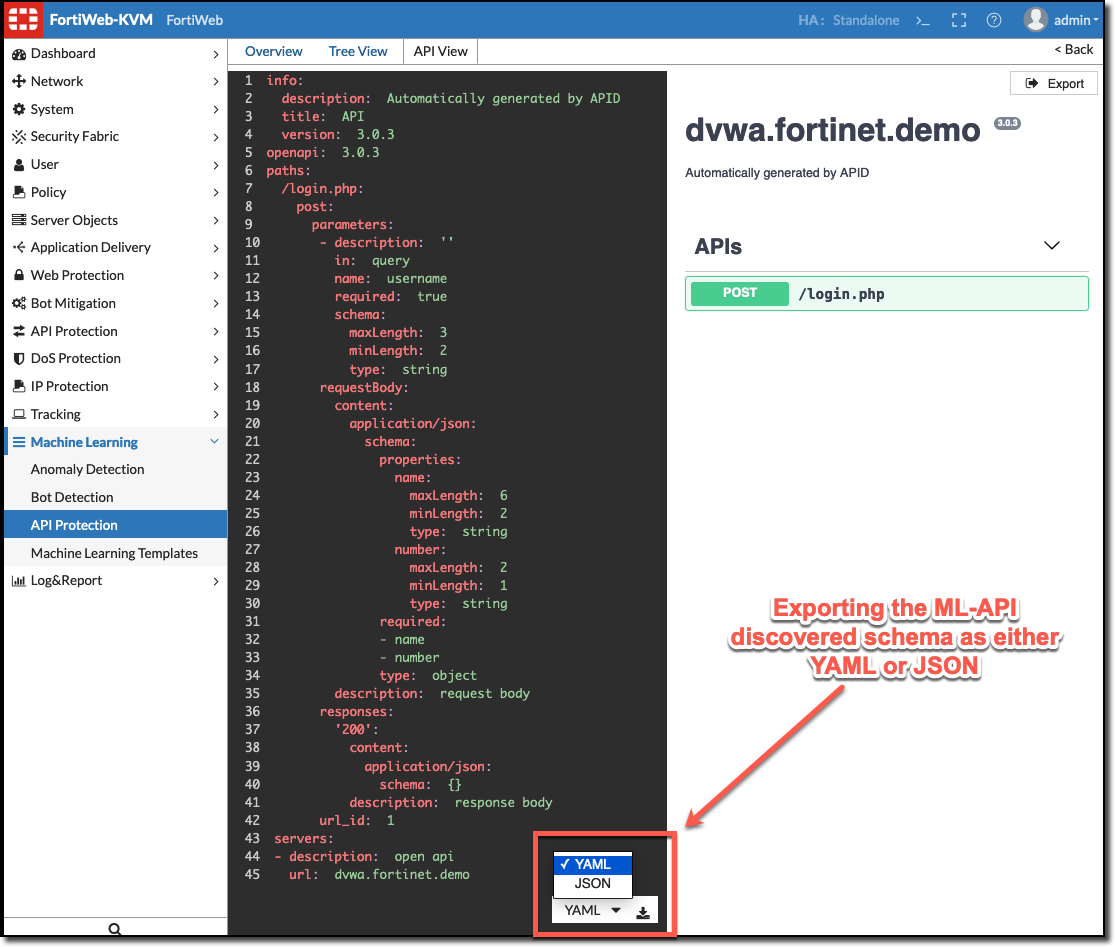 FortiWeb-KVM FortiWeb HA: Standalone >_ admin
Dashboard
Network
System
Security Fabric
User
Policy
Server Objects
Application Delivery
Web Protection
Bot Mitigation
API Protection
DoS Protection
IP Protection
Tracking
Machine Learning
Anomaly Detection
Bot Detection
API Protection
Machine Learning Templates
Log&Report
Overview Tree View API View < Back
1 info:
2 description: Automatically generated by APID
3 title: API
4 version: 3.0.3
5 openapi: 3.0.3
6 paths:
7 /login.php:
8 post:
9 parameters:
10 - description: ''
11 in: query
12 name: username
13 required: true
14 schema:
15 maxLength: 3
16 minLength: 2
17 type: string
18 requestBody:
19 content:
20 application/json:
21 schema:
22 properties:
23 name:
24 maxLength: 6
25 minLength: 2
26 type: string
27 number:
28 maxLength: 2
29 minLength: 1
30 type: string
31 required:
32 - name
33 - number
34 type: object
35 description: request body
36 responses:
37 '200':
38 content:
39 application/json:
40 schema: {}
41 description: response body
42 url_id: 1
43 servers:
44 - description: open api
45 url: dvwa.fortinet.demo
✓ YAML
JSON
YAML
Export
dvwa.fortinet.demo 3.0.3
Automatically generated by APID
APIs
POST /login.php
Exporting the ML-API
discovered schema as either
YAML or JSON